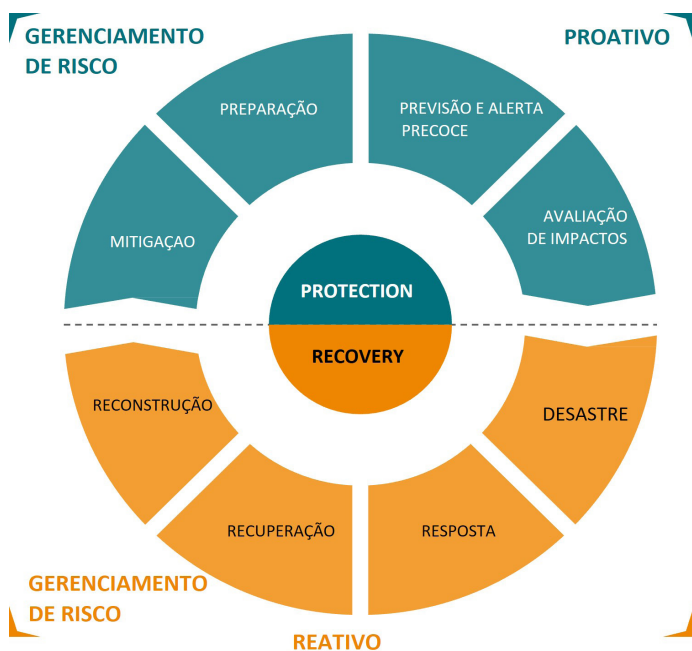 GERENCIAMENTO
DE RISCO
PROATIVO
PREPARAÇÃO
PREVISÃO E ALERTA
PRECOCE
MITIGAÇAO
AVALIAÇÃO
DE IMPACTOS
PROTECTION
RECOVERY
RECONSTRUÇÃO
DESASTRE
RECUPERAÇÃO
RESPOSTA
GERENCIAMENTO
DE RISCO
REATIVO